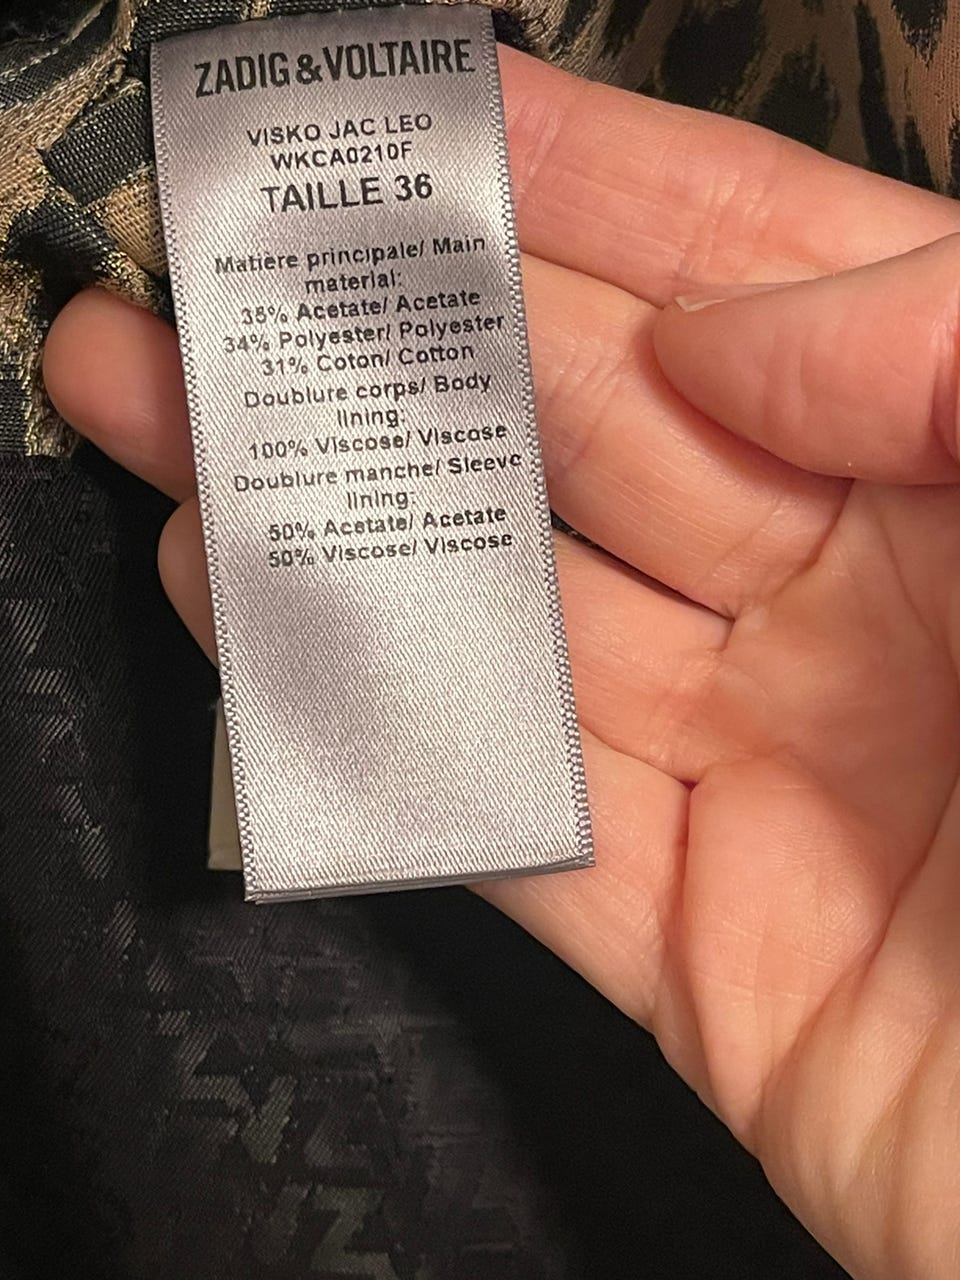 ZADIG & VOLTAIRE
VISKO JAC LEO
WKCA0210F
TAILLE 36
Matière principale/ Main
material:
35% Acetate/ Acetate
34% Polyester/ Polyester
31% Coton/ Cotton
Doublure corps/ Body
lining:
100% Viscose/ Viscose
Doublure manche/ Sleeve
lining:
50% Acetate/ Acetate
50% Viscose/ Viscose